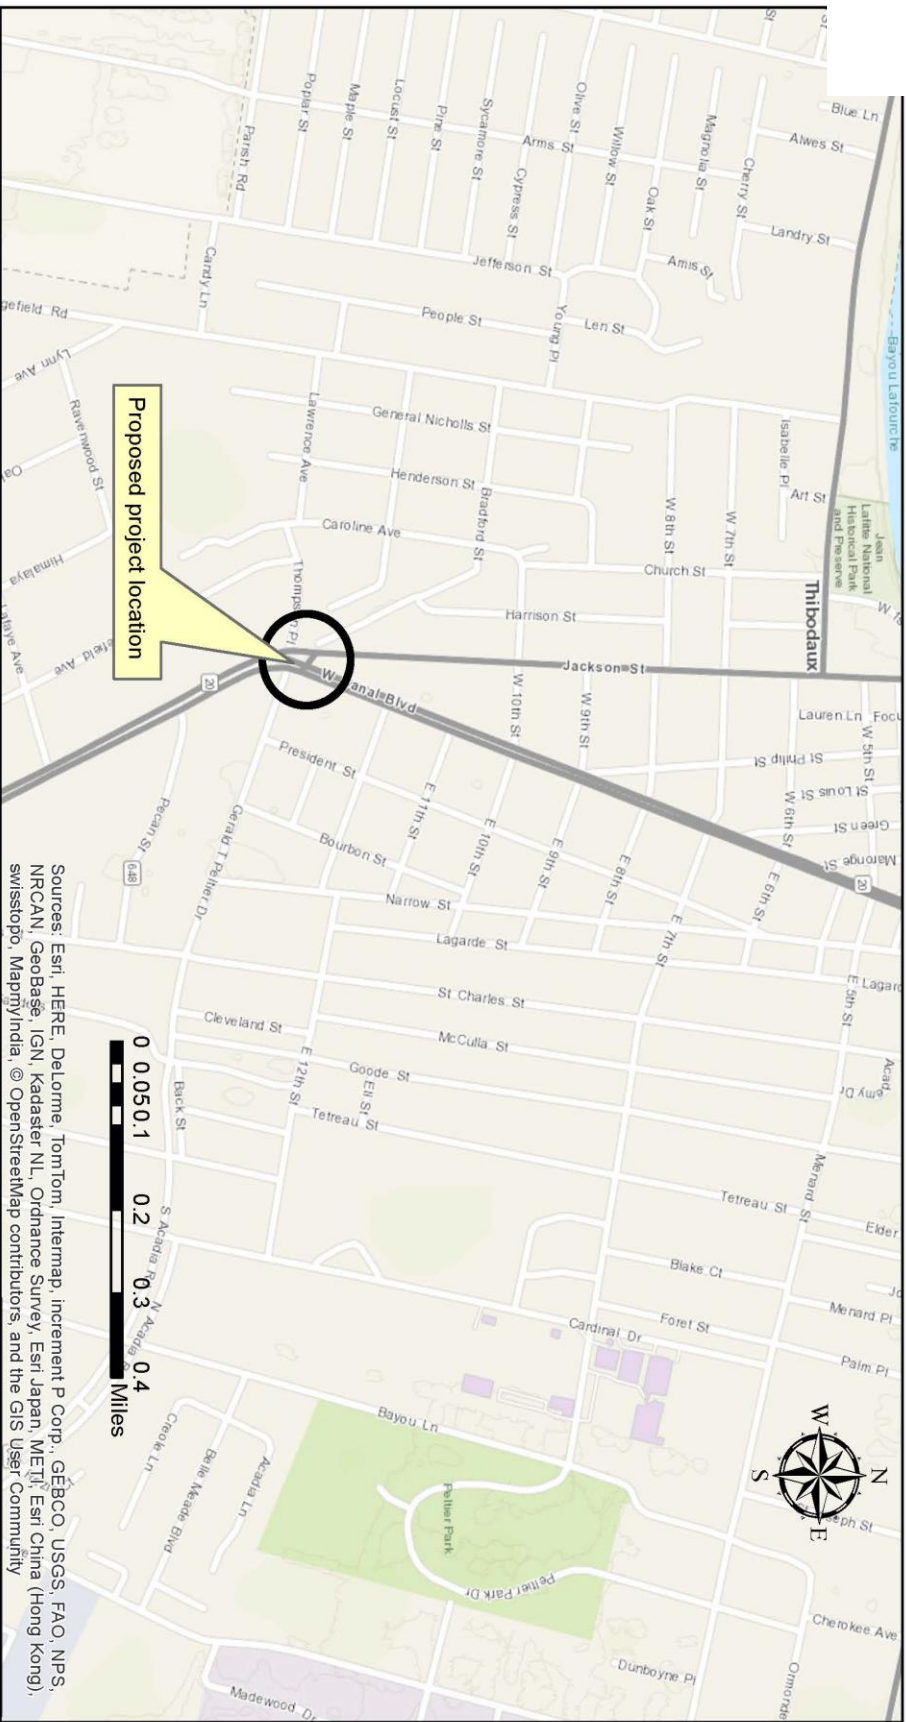 Blue Ln
Alwes St
Cherry St
Magnolia St
Willow St
Olive St
Arms St
Sycamore St
Cypress St
Pine St
Locust St
Maple St
Poplar St
Parish Rd
Oak St
Landry St
Amis St
Jefferson St
Candy Ln
gefield Rd
Lynn Ave
People St
Len St
Young Pl
Bayou Lafourche
Jean
Lafitte National
Historical Park
and Preserve
Isabelle Pl
Art St
W 7th St
W 8th St
General Nicholls St
Henderson St
Bradford St
Lawrence Ave
Caroline Ave
Ravenwood St
Himalaya
Church St
Harrison St
Thibodaux
Jackson St
Proposed project location
W 10th St
W 9th St
20
Lauren Ln
W 5th St
St Philip St
St Louis St
Green St
W 6th St
20
President St
Bourbon St
E 11th St
E 10th St
E 9th St
E 8th St
E 7th St
E 6th St
E 5th St
Pecan St
648
Gerald T Peltier Dr
Narrow St
Lagarde St
St Charles St
McCulla St
Cleveland St
Goode St
Ell St
E 12th St
Back St
Tetreau St
Acad
emy Dr
Menard St
Tetreau St
Elder
Blake Ct
Foret St
Menard Pl
Palm Pl
Cardinal Dr
Bayou Ln
Creole Ln
Belle Meade Blvd
Acadia Ln
Peltier Park
Peltier Park Dr
Cherokee Ave
Dunboyne Pl
Madewood Dr
N
W
E
S
0 0.05 0.1 0.2 0.3 0.4
Miles
Sources: Esri, HERE, DeLorme, TomTom, Intermap, increment P Corp., GEBCO, USGS, FAO, NPS,
NRCAN, GeoBase, IGN, Kadaster NL, Ordnance Survey, Esri Japan, METI, Esri China (Hong Kong),
swisstopo, MapmyIndia, © OpenStreetMap contributors, and the GIS User Community